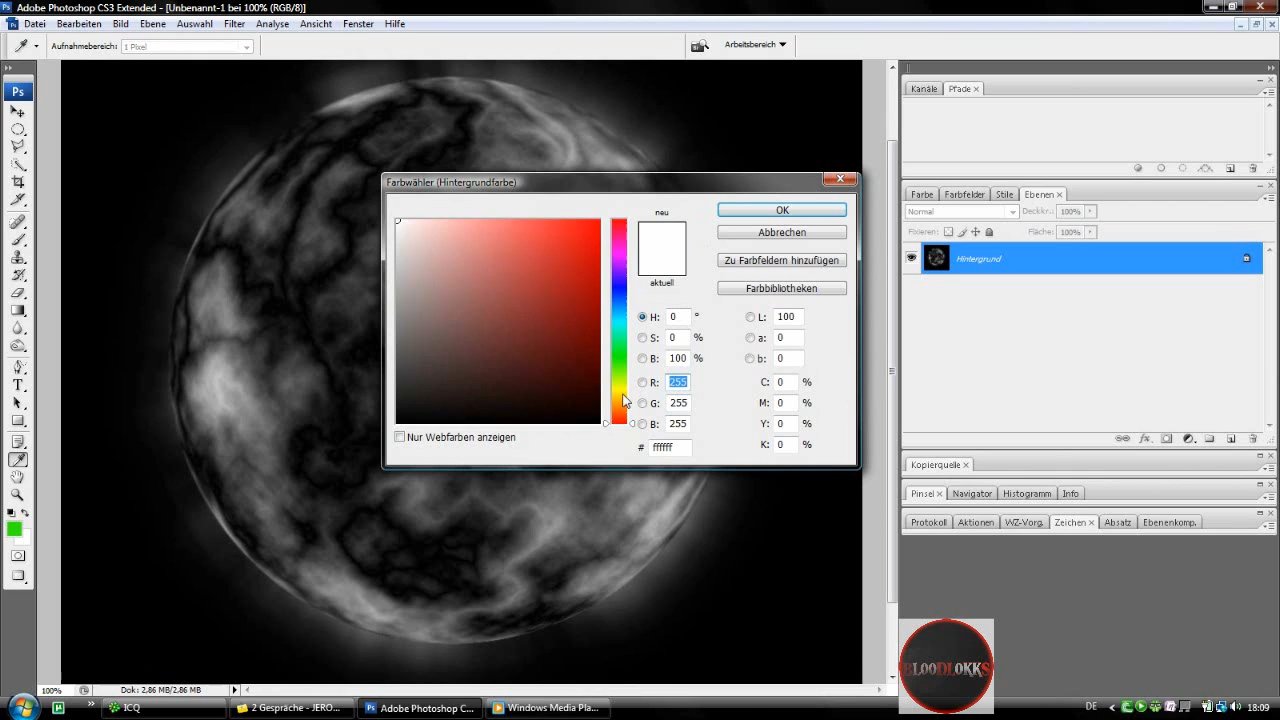 Adobe Photoshop CS3 Extended - [Unbenannt-1 bei 100% (RGB/8)]
Datei Bearbeiten Bild Ebene Auswahl Filter Analyse Ansicht Fenster Hilfe
Aufnahmebereich: 1 Pixel
Arbeitsbereich
Ps
Kanäle Pfade
Farbwähler (Hintergrundfarbe)
neu
aktuell
OK
Abbrechen
Zu Farbfeldern hinzufügen
Farbbibliotheken
H: 0 °
S: 0 %
B: 100 %
R: 255
G: 255
B: 255
# ffffff
L: 100
a: 0
b: 0
C: 0 %
M: 0 %
Y: 0 %
K: 0 %
Nur Webfarben anzeigen
Farbe Farbfelder Stile Ebenen
Normal Deckkr.: 100%
Fixieren: Fläche: 100%
Hintergrund
Kopierquelle
Pinsel Navigator Histogramm Info
Protokoll Aktionen WZ-Vorg. Zeichen Absatz Ebenenkomp.
BLOODLOKKS
100% Dok: 2,86 MB/2,86 MB
ICQ
2 Gespräche - JERO...
Adobe Photoshop C...
Windows Media Pla...
DE
18:09